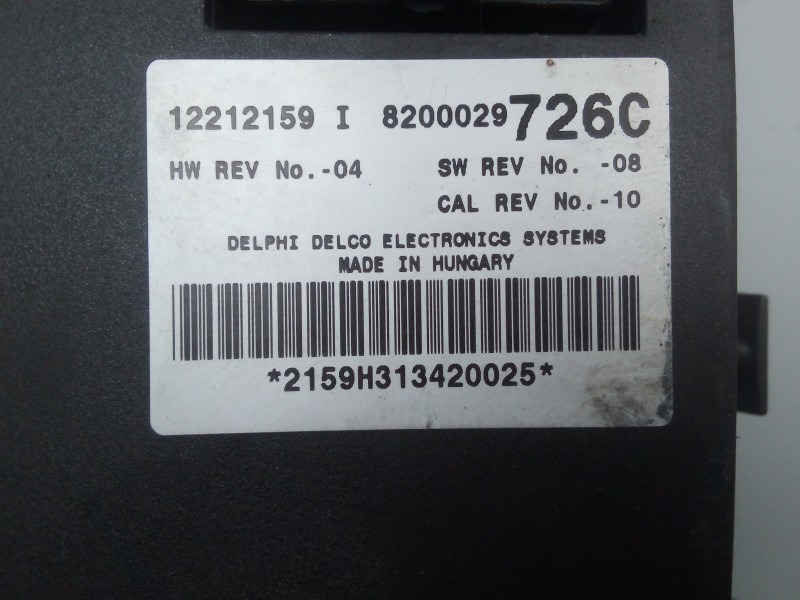 12212159 I 8200029726C
HW REV No.-04 SW REV No. -08
CAL REV No.-10
DELPHI DELCO ELECTRONICS SYSTEMS
MADE IN HUNGARY
*2159H313420025*